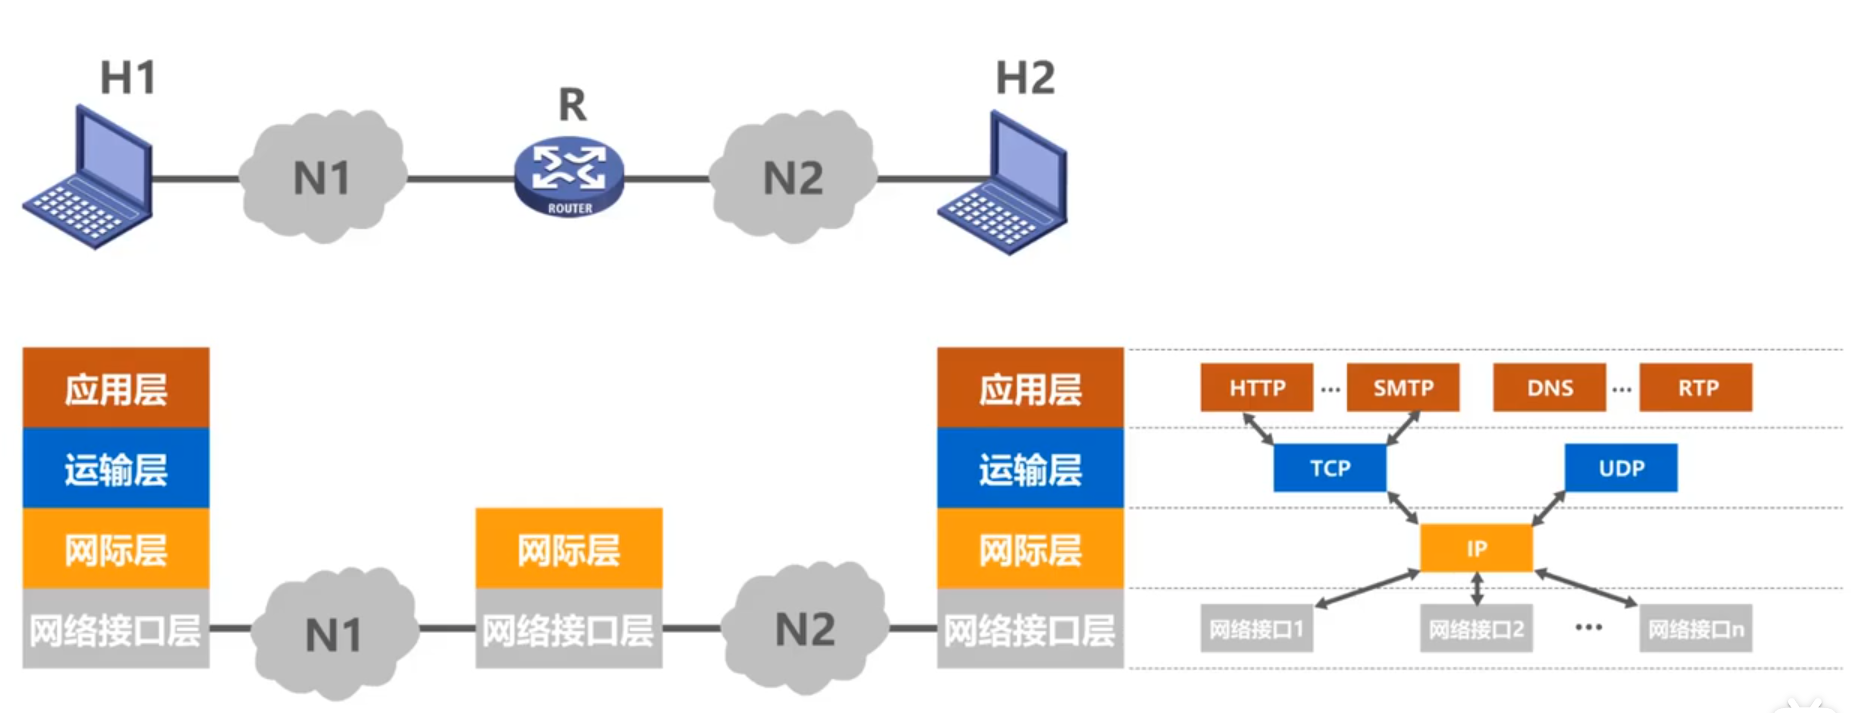 H1
R
H2
N1
ROUTER
N2
应用层
应用层
HTTP ... SMTP DNS ... RTP
运输层
运输层
TCP UDP
网际层
网际层
网际层
IP
网络接口层
N1
网络接口层
N2
网络接口层
网络接口1 网络接口2 ... 网络接口n